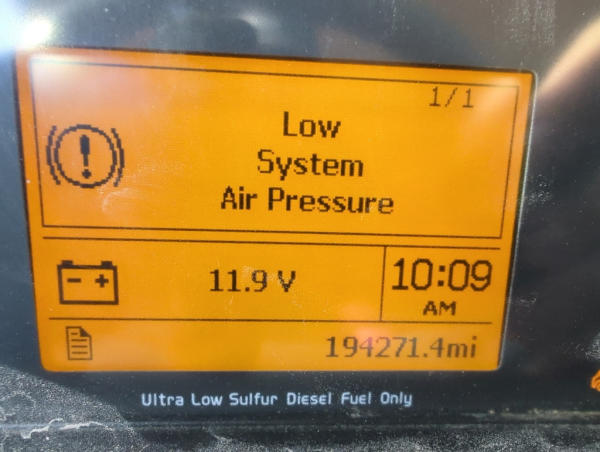 1/1
Low
System
Air Pressure
11.9 V
10:09
AM
194271.4mi
Ultra Low Sulfur Diesel Fuel Only